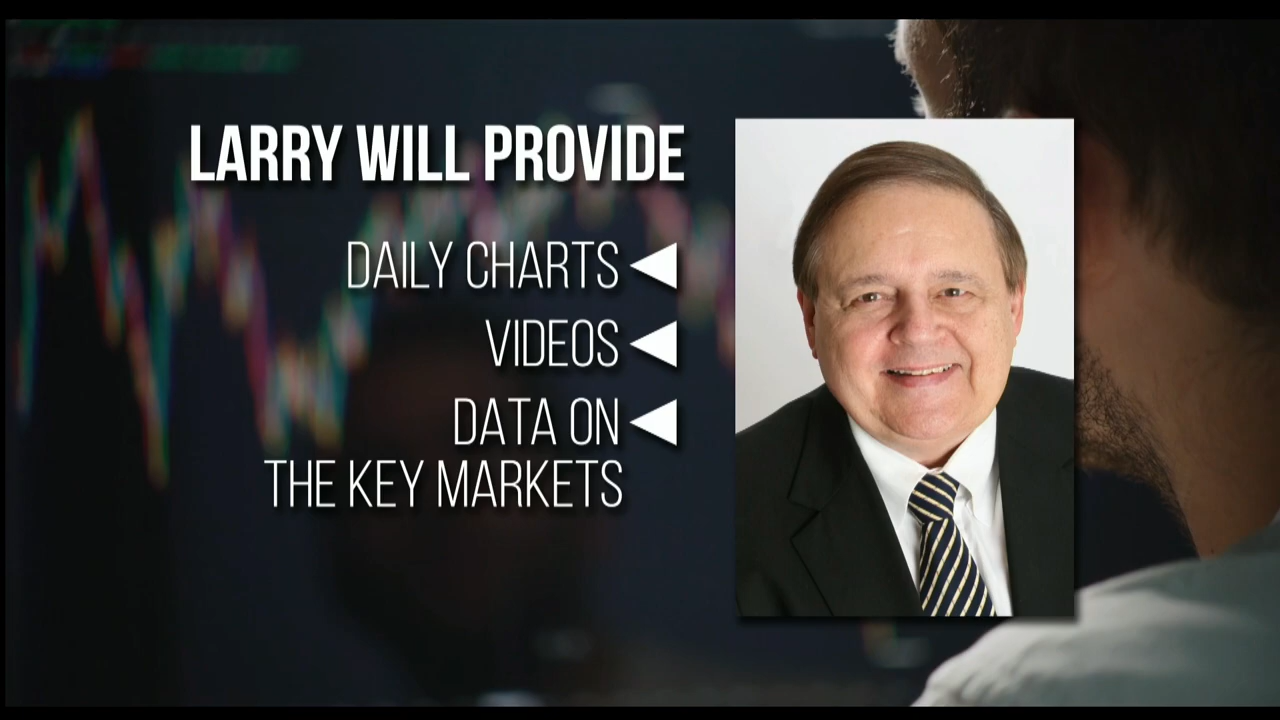 LARRY WILL PROVIDE
DAILY CHARTS
VIDEOS
DATA ON
THE KEY MARKETS